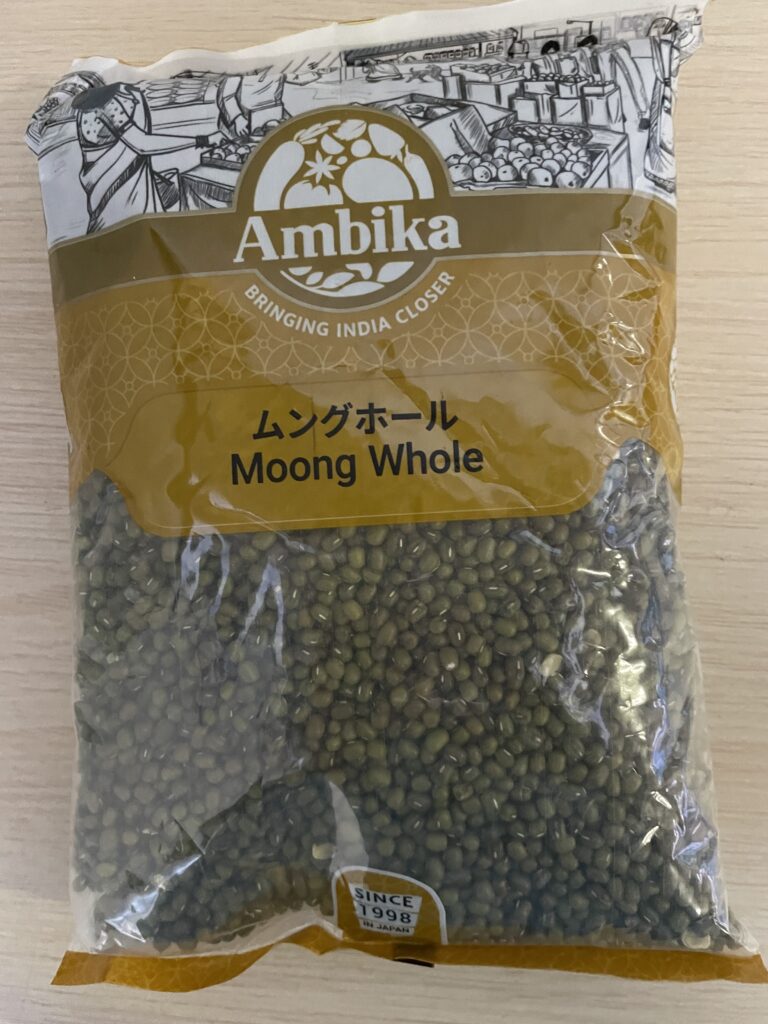 Ambika
BRINGING INDIA CLOSER
ムングホール
Moong Whole
SINCE
1998
IN JAPAN